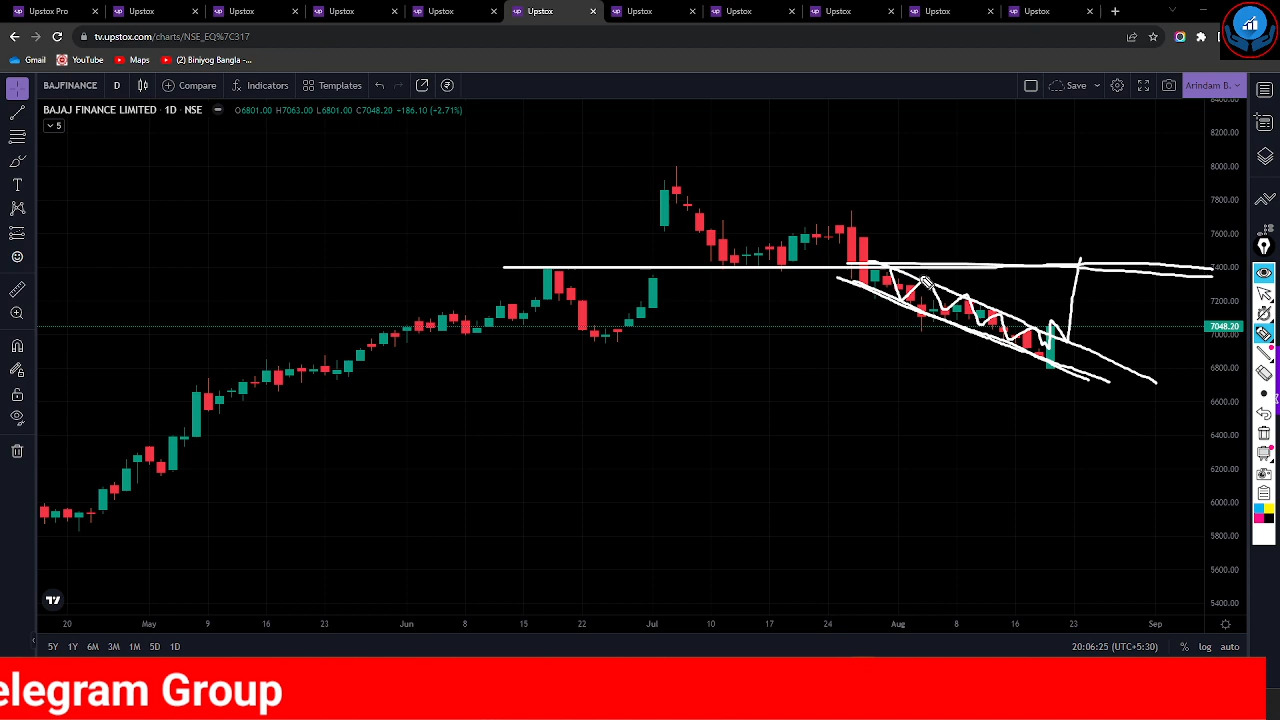 Upstox Pro
Upstox
Upstox
Upstox
Upstox
Upstox
Upstox
Upstox
Upstox
Upstox
Upstox
tv.upstox.com/charts/NSE_EQ%7C317
Gmail
YouTube
Maps
(2) Biniyog Bangla -...
BAJFINANCE
D
Compare
Indicators
Templates
Save
Arindam B..
BAJAJ FINANCE LIMITED · 1D · NSE
O6801.00 H7063.00 L6801.00 C7048.20 +186.10 (+2.71%)
5
8400.00
8200.00
8000.00
7800.00
7600.00
7400.00
7200.00
7048.20
7000.00
6800.00
6600.00
6400.00
6200.00
6000.00
5800.00
5600.00
5400.00
20 May 9 16 23 Jun 8 15 22 Jul 10 17 24 Aug 8 16 23 Sep
5Y 1Y 6M 3M 1M 5D 1D
20:06:25 (UTC+5:30) % log auto
elegram Group